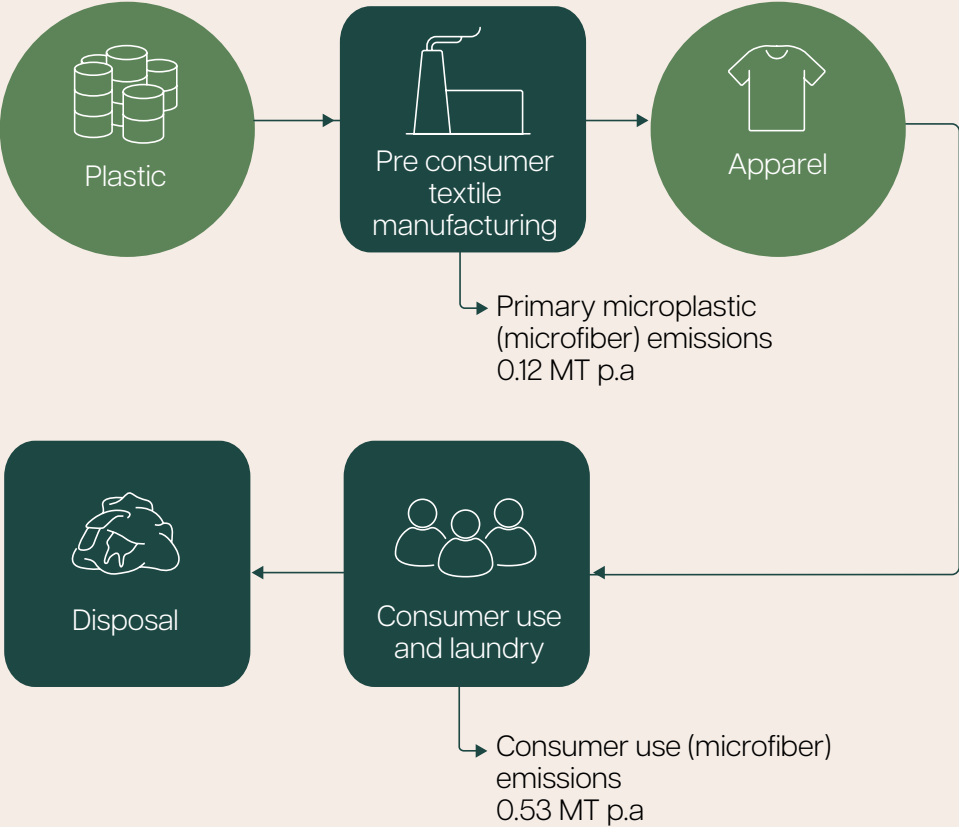 Plastic
Pre consumer
textile
manufacturing
Apparel
Primary microplastic
(microfiber) emissions
0.12 MT p.a
Disposal
Consumer use
and laundry
Consumer use (microfiber)
emissions
0.53 MT p.a